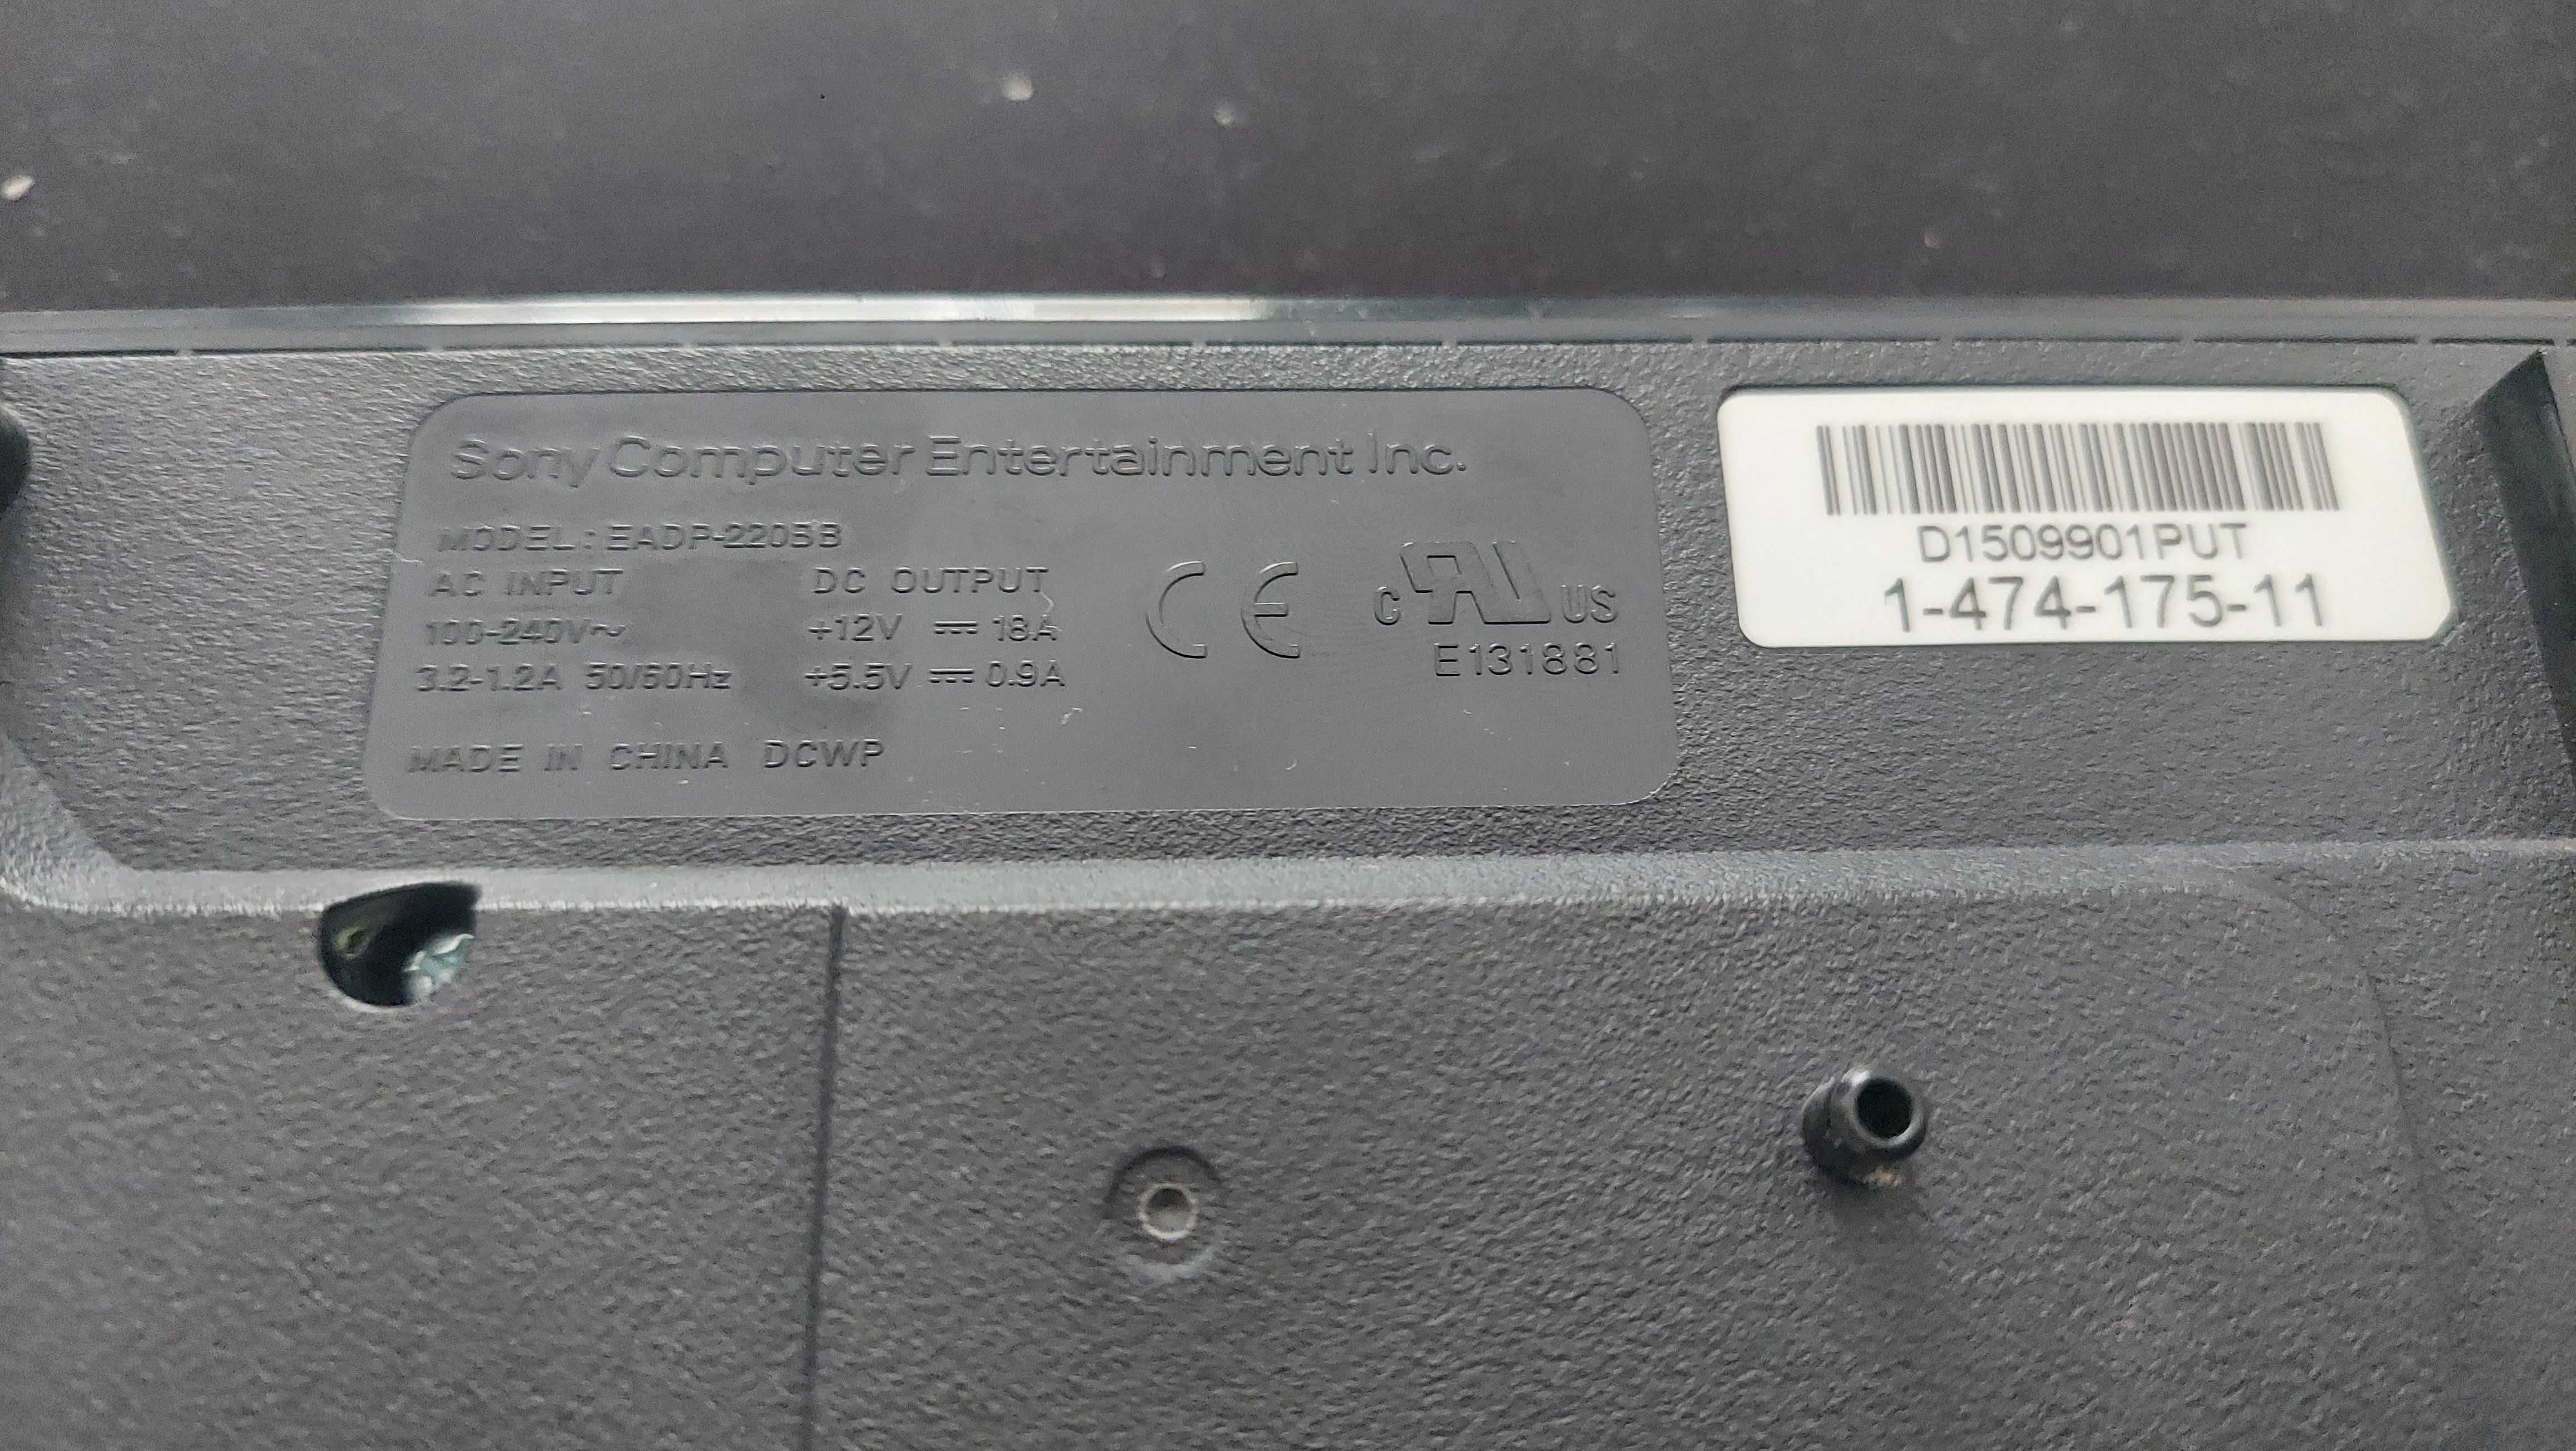 Sony Computer Entertainment Inc.
MODEL: EADP-220BB
AC INPUT
100-240V~
3.2-1.2A 50/60Hz
DC OUTPUT
+12V ⎓ 18A
+5.5V ⎓ 0.9A
CE
c RU US
E131881
MADE IN CHINA DCWP
D1509901PUT
1-474-175-11